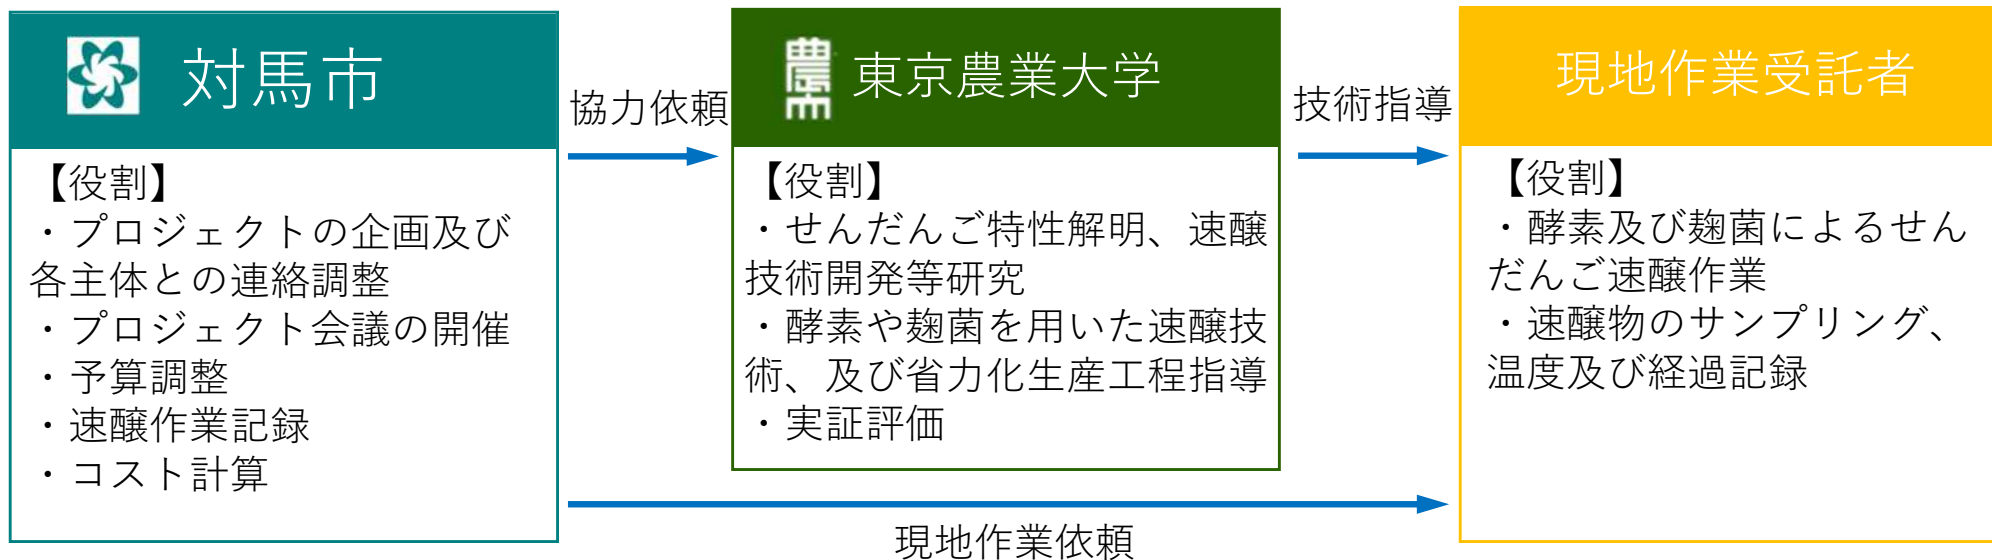 対馬市
【役割】
・プロジェクトの企画及び
各主体との連絡調整
・プロジェクト会議の開催
・予算調整
・速醸作業記録
・コスト計算
協力依頼
東京農業大学
【役割】
・せんだんご特性解明、速醸
技術開発等研究
・酵素や麹菌を用いた速醸技
術、及び省力化生産工程指導
・実証評価
技術指導
現地作業受託者
【役割】
・酵素及び麹菌によるせん
だんご速醸作業
・速醸物のサンプリング、
温度及び経過記録
現地作業依頼